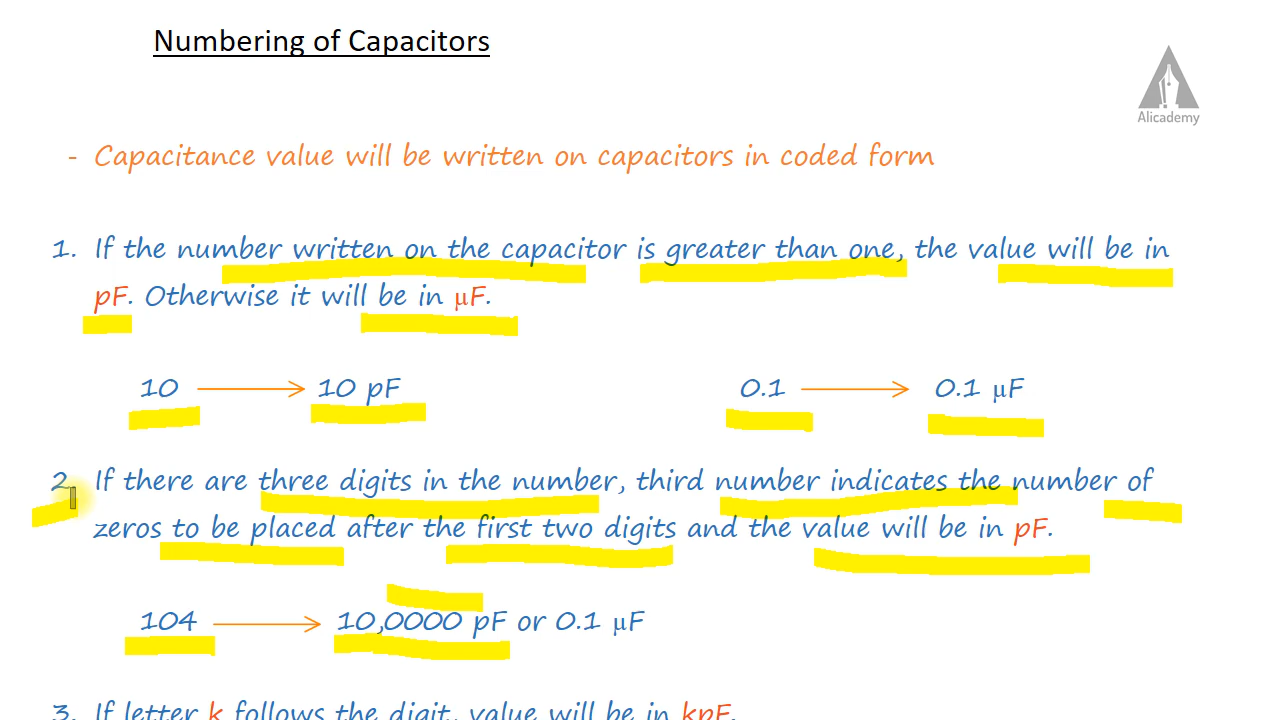 Numbering of Capacitors
Alicademy
- Capacitance value will be written on capacitors in coded form
1. If the number written on the capacitor is greater than one, the value will be in
pF. Otherwise it will be in µF.
10 → 10 pF 0.1 → 0.1 µF
2. If there are three digits in the number, third number indicates the number of
zeros to be placed after the first two digits and the value will be in pF.
104 → 10,0000 pF or 0.1 µF
3. If letter k follows the digit, value will be in kpF.